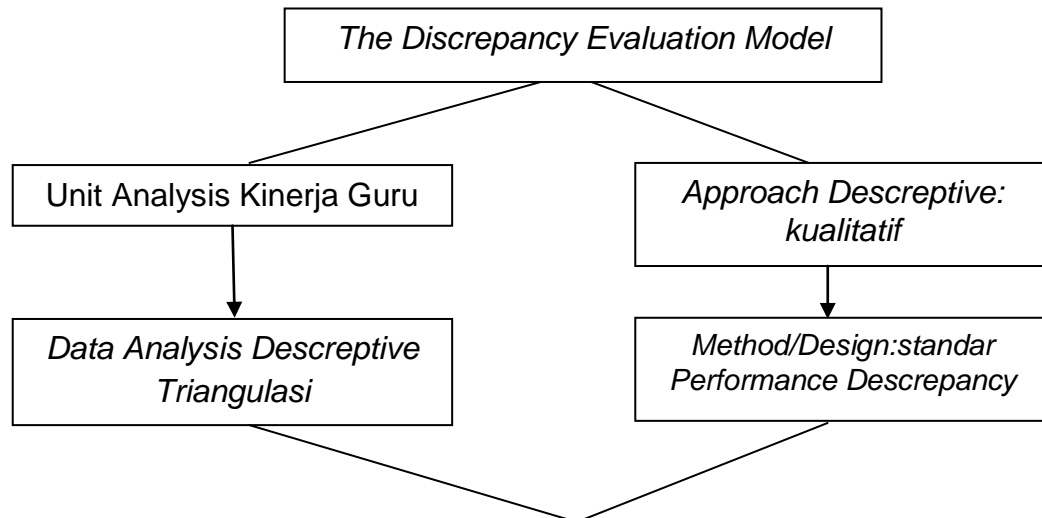 The Discrepancy Evaluation Model
Unit Analysis Kinerja Guru
Approach Descreptive:
kualitatif
Data Analysis Descreptive
Triangulasi
Method/Design:standar
Performance Descrepancy